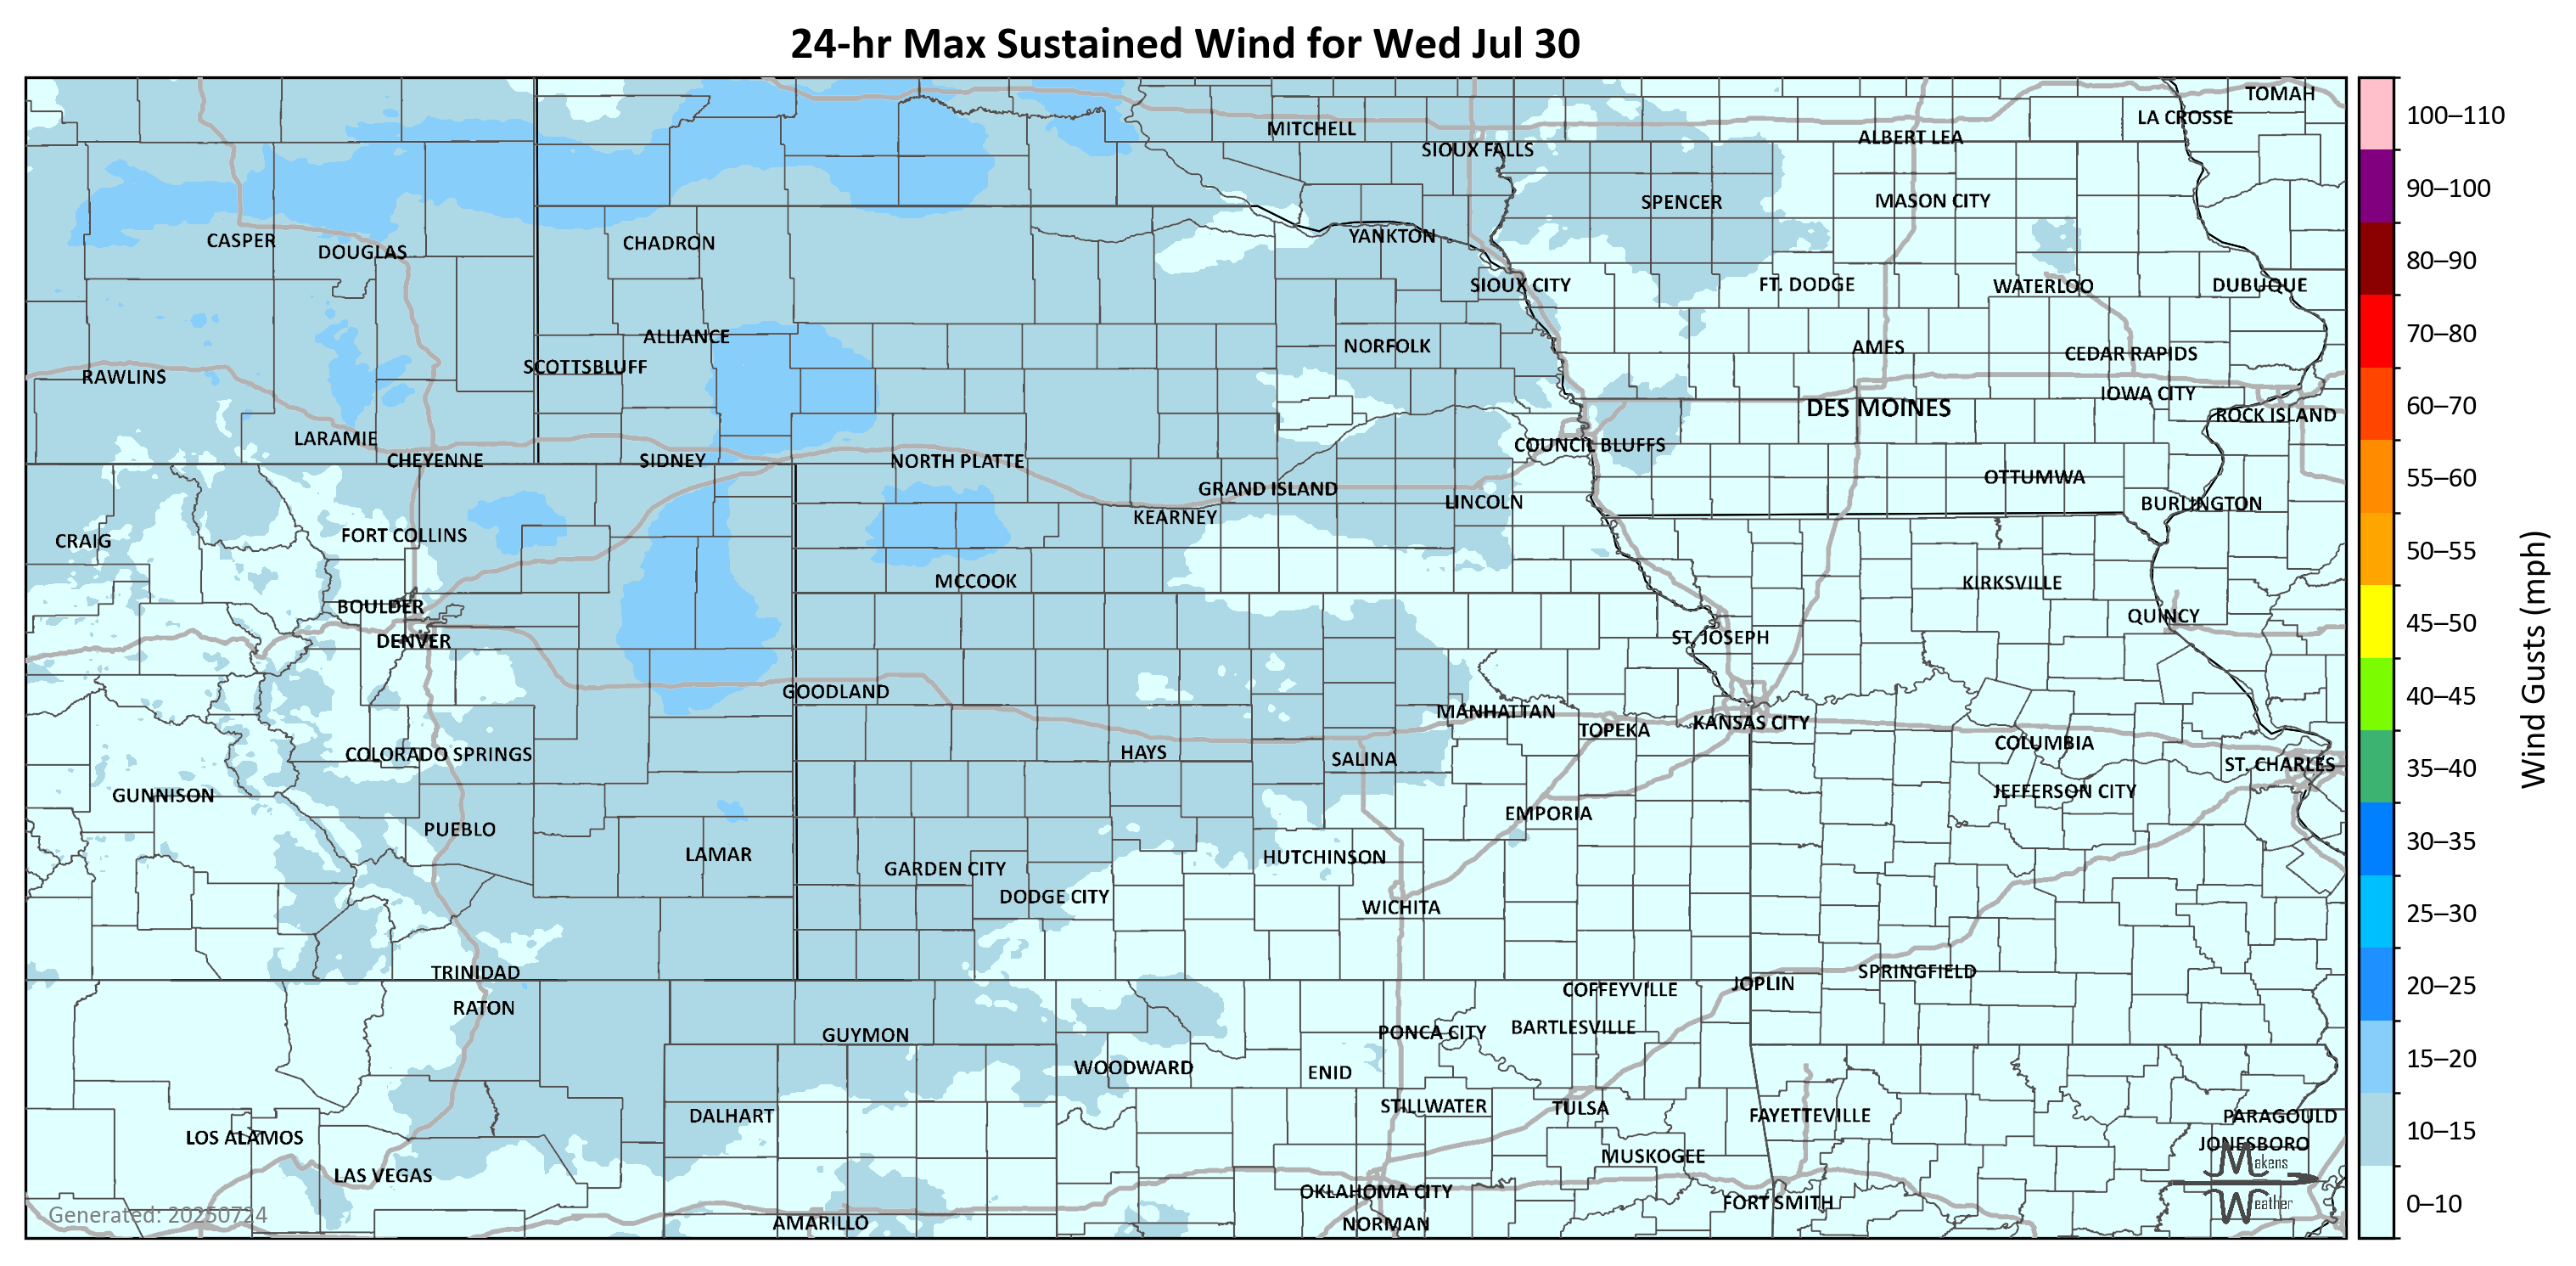 24-hr Max Sustained Wind for Wed Jul 30
TOMAH
LA CROSSE
MITCHELL
ALBERT LEA
SIOUX FALLS
SPENCER
MASON CITY
CASPER
DOUGLAS
CHADRON
YANKTON
SIOUX CITY
FT. DODGE
WATERLOO
DUBUQUE
ALLIANCE
NORFOLK
AMES
CEDAR RAPIDS
SCOTTSBLUFF
RAWLINS
IOWA CITY
DES MOINES
ROCK ISLAND
LARAMIE
COUNCIL BLUFFS
CHEYENNE
SIDNEY
NORTH PLATTE
OTTUMWA
GRAND ISLAND
LINCOLN
BURLINGTON
KEARNEY
CRAIG
FORT COLLINS
MCCOOK
KIRKSVILLE
BOULDER
QUINCY
DENVER
ST. JOSEPH
GOODLAND
MANHATTAN
TOPEKA
KANSAS CITY
COLUMBIA
COLORADO SPRINGS
HAYS
SALINA
ST. CHARLES
GUNNISON
JEFFERSON CITY
EMPORIA
PUEBLO
LAMAR
HUTCHINSON
GARDEN CITY
DODGE CITY
WICHITA
TRINIDAD
SPRINGFIELD
JOPLIN
COFFEYVILLE
RATON
GUYMON
PONCA CITY
BARTLESVILLE
WOODWARD
ENID
DALHART
STILLWATER
TULSA
FAYETTEVILLE
PARAGOULD
LOS ALAMOS
JONESBORO
MUSKOGEE
LAS VEGAS
OKLAHOMA CITY
FORT SMITH
AMARILLO
NORMAN
Generated: 20250724
Makens
Weather
100–110
90–100
80–90
70–80
60–70
55–60
50–55
45–50
40–45
35–40
30–35
25–30
20–25
15–20
10–15
0–10
Wind Gusts (mph)